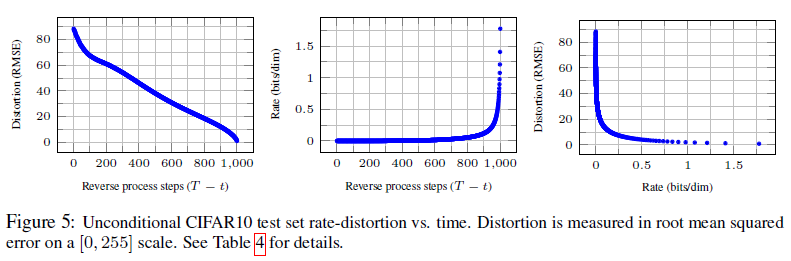 Distortion (RMSE)
80
60
40
20
0
0 200 400 600 800 1,000
Reverse process steps (T − t)
Rate (bits/dim)
1.5
1
0.5
0
0 200 400 600 800 1,000
Reverse process steps (T − t)
Distortion (RMSE)
80
60
40
20
0
0 0.5 1 1.5
Rate (bits/dim)
Figure 5: Unconditional CIFAR10 test set rate-distortion vs. time. Distortion is measured in root mean squared
error on a [0, 255] scale. See Table 4 for details.